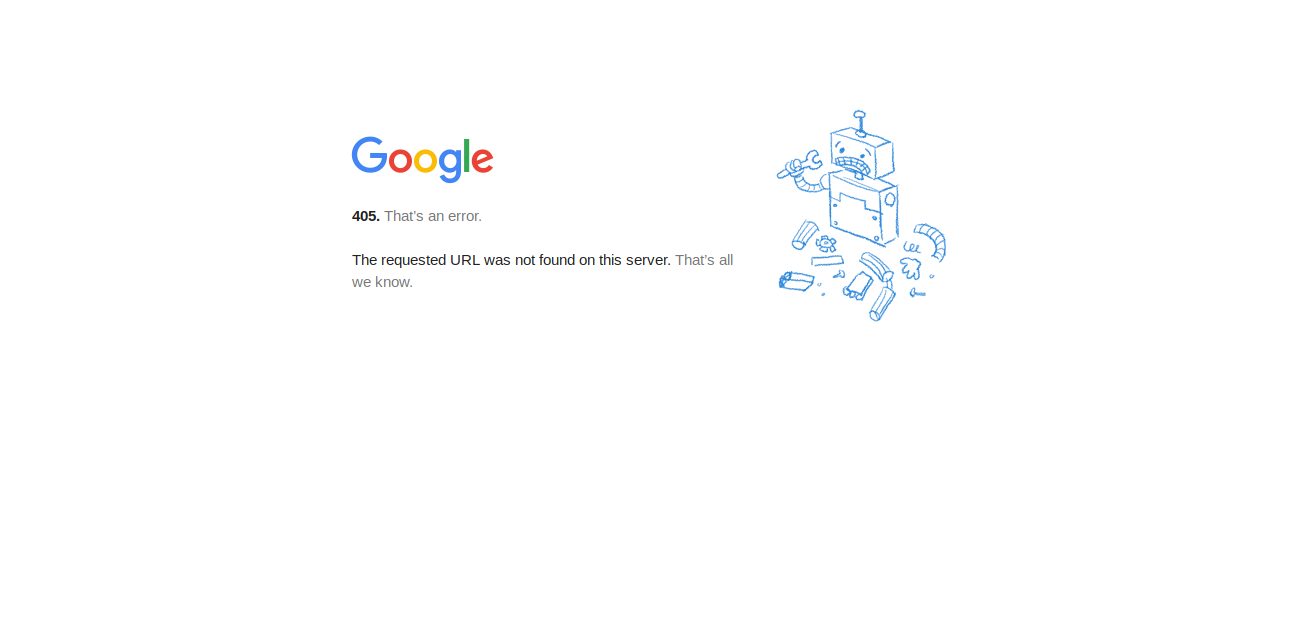 Google
405. That’s an error.
The requested URL was not found on this server. That’s all
we know.